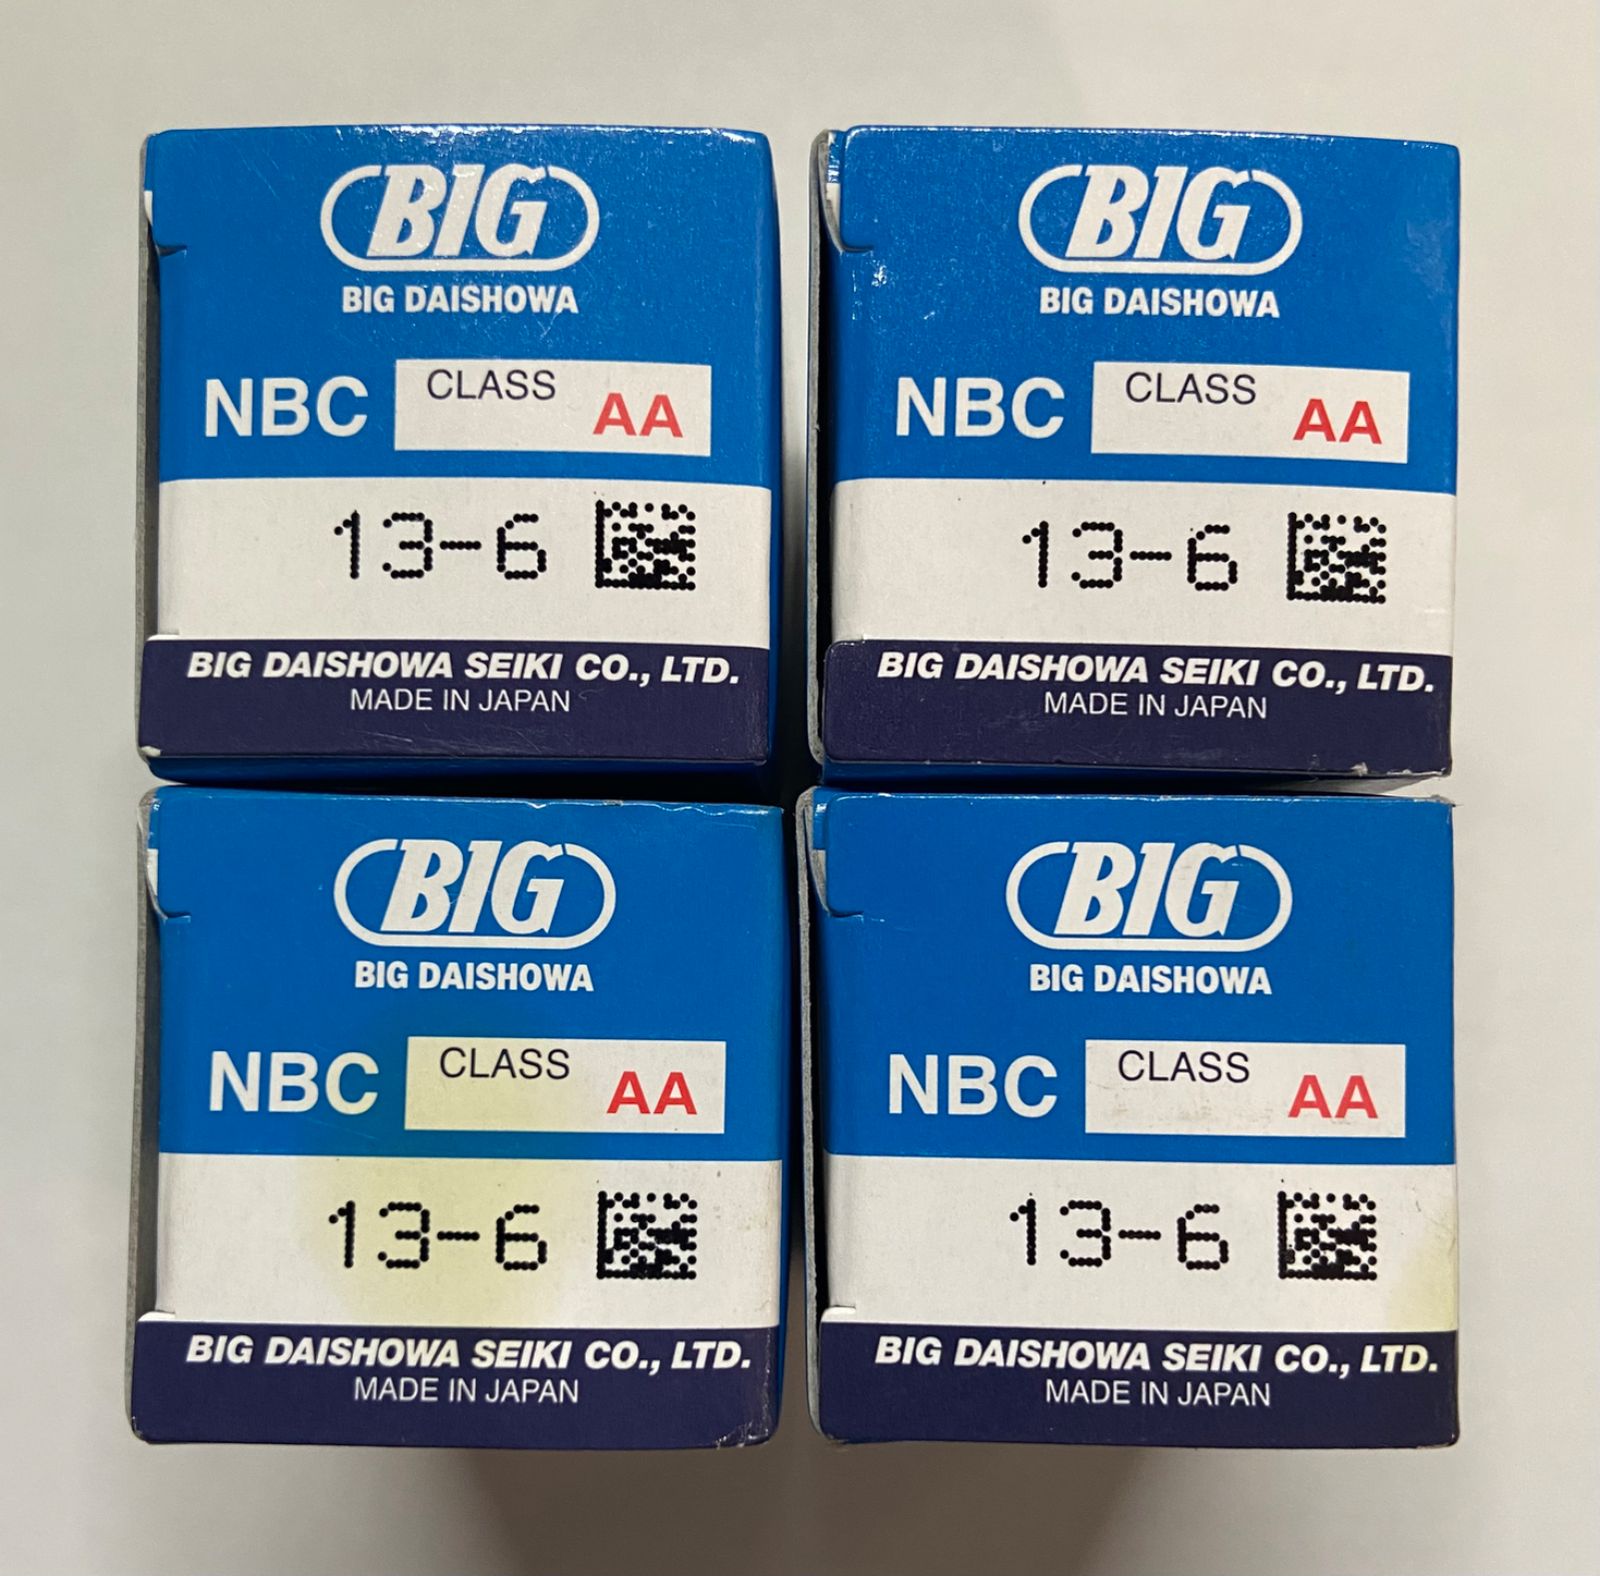 BIG
BIG DAISHOWA
NBC CLASS AA
13-6
BIG DAISHOWA SEIKI CO., LTD.
MADE IN JAPAN
BIG
BIG DAISHOWA
NBC CLASS AA
13-6
BIG DAISHOWA SEIKI CO., LTD.
MADE IN JAPAN
BIG
BIG DAISHOWA
NBC CLASS AA
13-6
BIG DAISHOWA SEIKI CO., LTD.
MADE IN JAPAN
BIG
BIG DAISHOWA
NBC CLASS AA
13-6
BIG DAISHOWA SEIKI CO., LTD.
MADE IN JAPAN